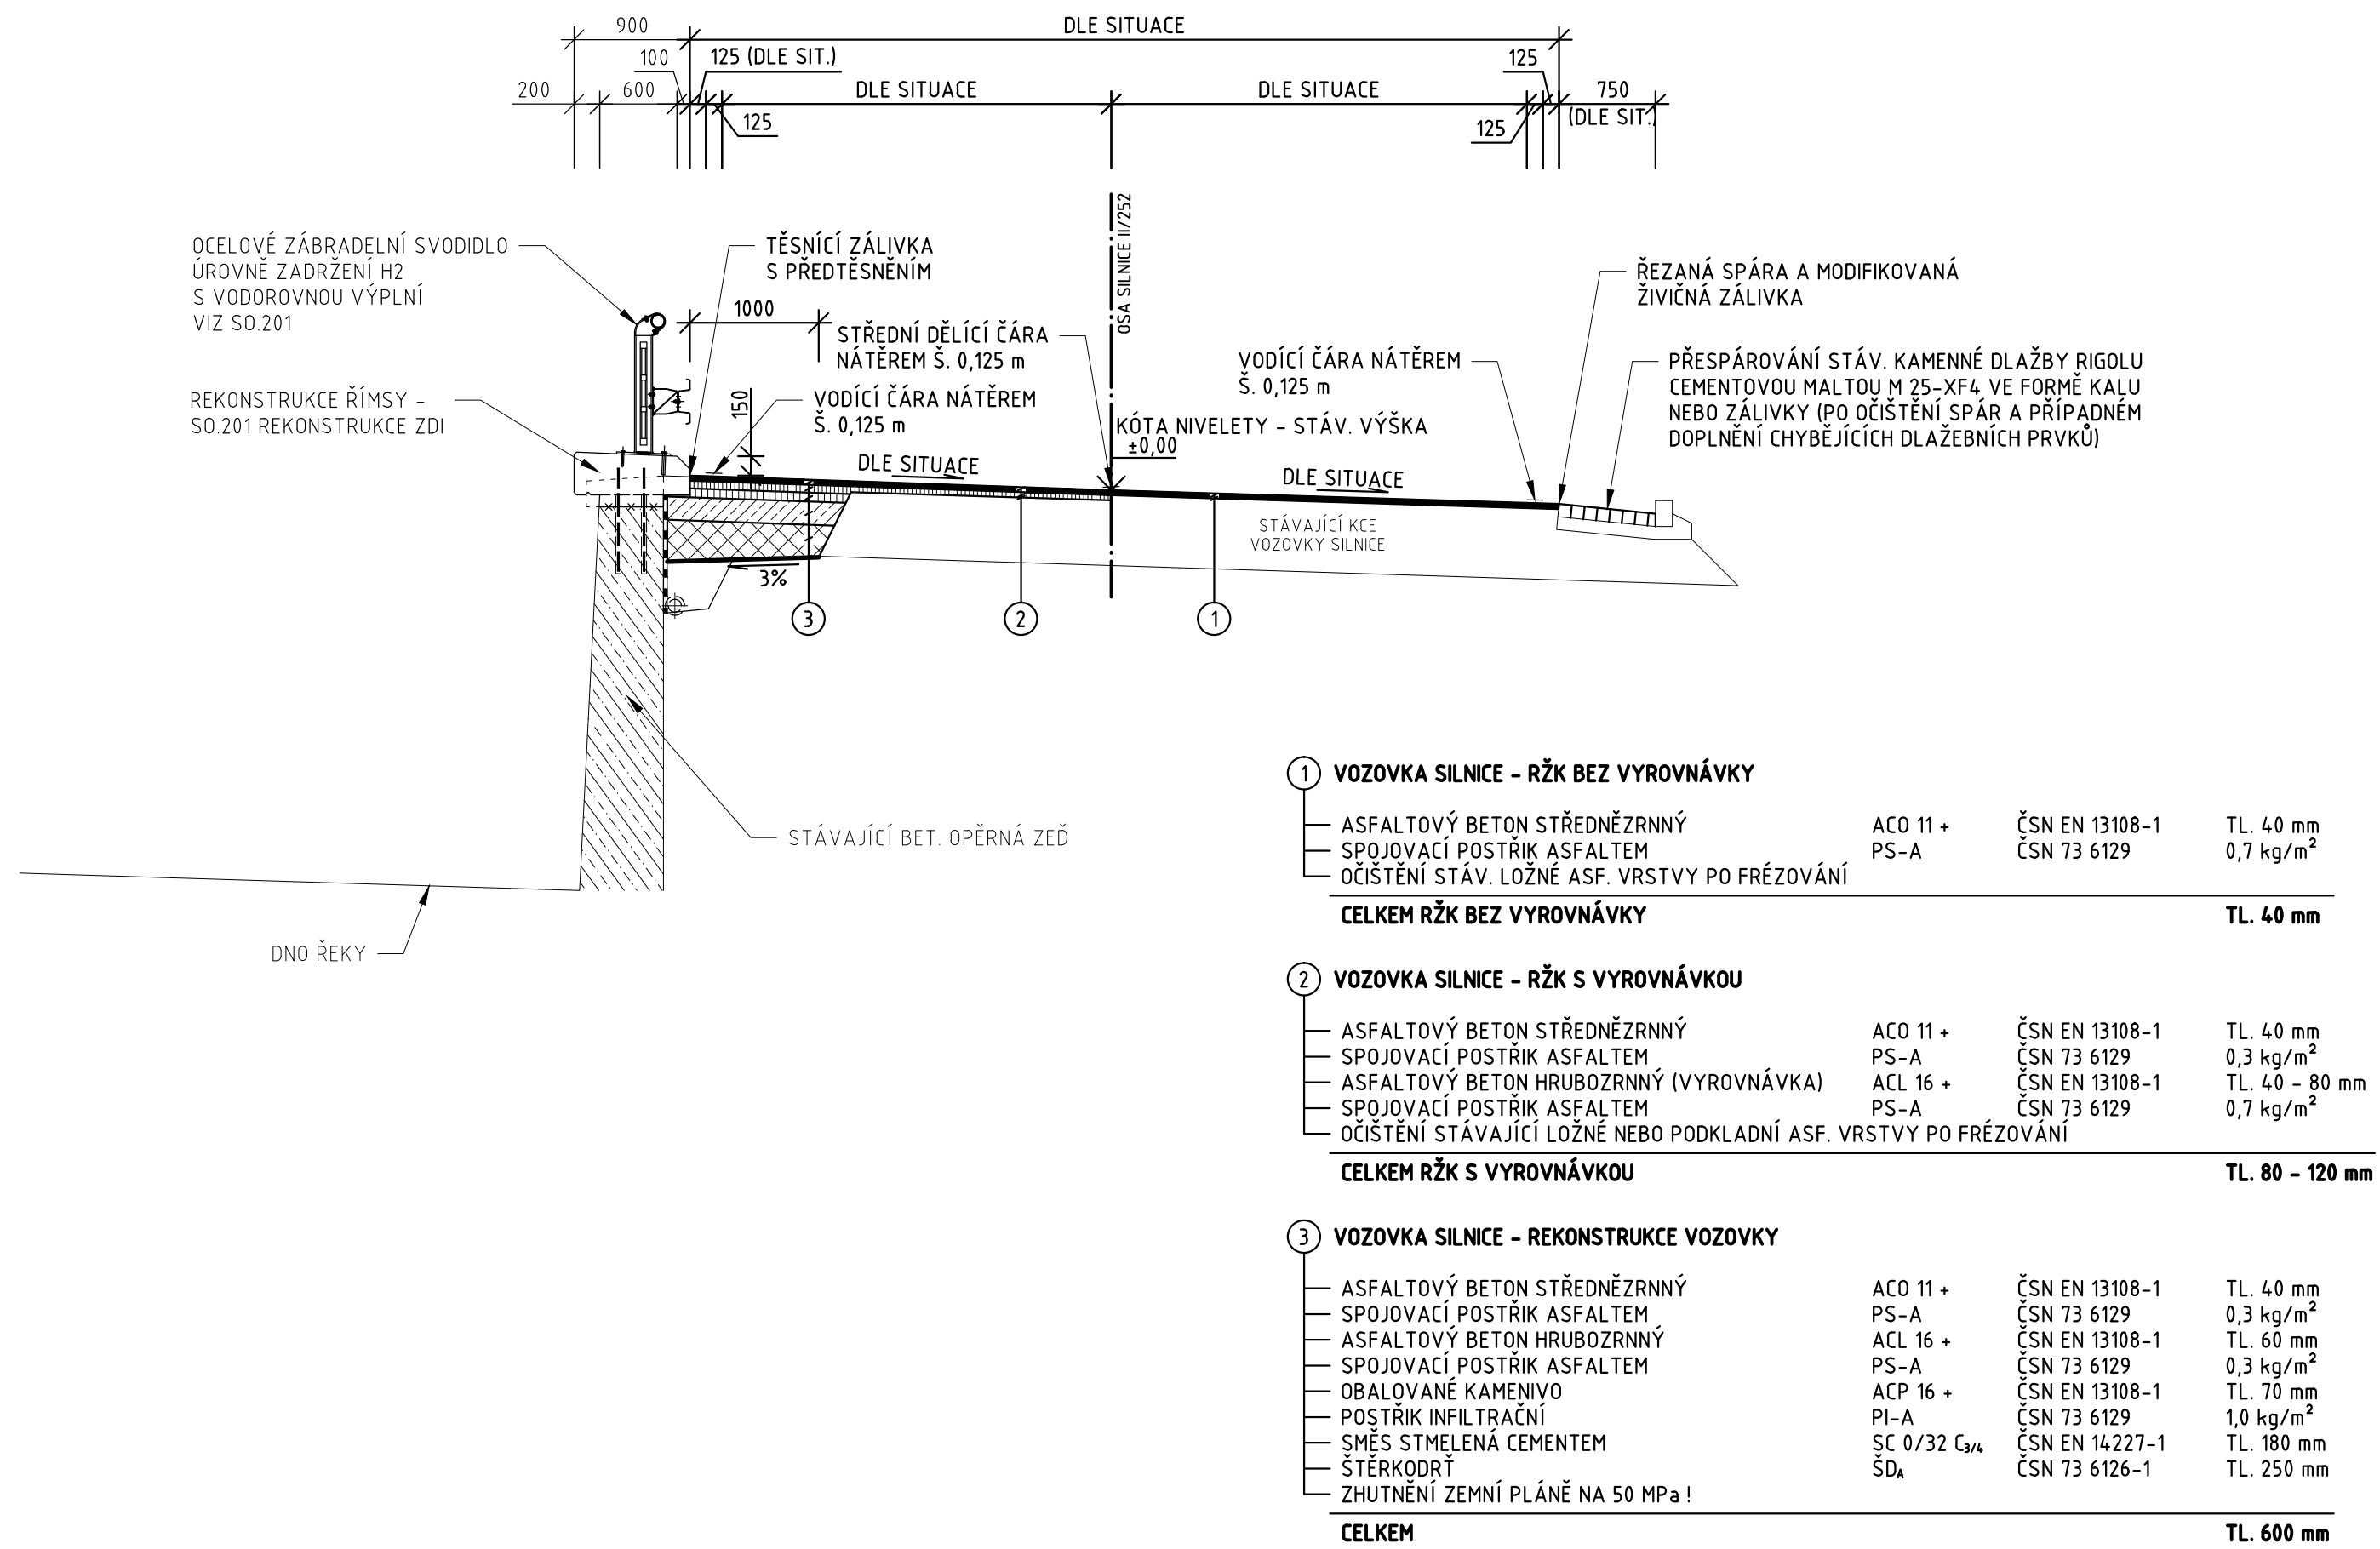 900
DLE SITUACE
100
125 (DLE SIT.)
125
200
600
DLE SITUACE
DLE SITUACE
750
(DLE SIT.)
125
125
OSA SILNICE II/252
OCELOVÉ ZÁBRADELNÍ SVODIDLO
ÚROVNĚ ZADRŽENÍ H2
S VODOROVNOU VÝPLNÍ
VIZ SO.201
TĚSNÍCÍ ZÁLIVKA
S PŘEDTĚSNĚNÍM
ŘEZANÁ SPÁRA A MODIFIKOVANÁ
ŽIVIČNÁ ZÁLIVKA
1000
STŘEDNÍ DĚLÍCÍ ČÁRA
NÁTĚREM Š. 0,125 m
VODÍCÍ ČÁRA NÁTĚREM
Š. 0,125 m
PŘESPÁROVÁNÍ STÁV. KAMENNÉ DLAŽBY RIGOLU
CEMENTOVOU MALTOU M 25-XF4 VE FORMĚ KALU
NEBO ZÁLIVKY (PO OČIŠTĚNÍ SPÁR A PŘÍPADNÉM
DOPLNĚNÍ CHYBĚJÍCÍCH DLAŽEBNÍCH PRVKŮ)
REKONSTRUKCE ŘÍMSY -
SO.201 REKONSTRUKCE ZDI
150
VODÍCÍ ČÁRA NÁTĚREM
Š. 0,125 m
KÓTA NIVELETY - STÁV. VÝŠKA
±0,00
DLE SITUACE
DLE SITUACE
STÁVAJÍCÍ KCE
VOZOVKY SILNICE
3%
3
2
1
STÁVAJÍCÍ BET. OPĚRNÁ ZEĎ
DNO ŘEKY
1 VOZOVKA SILNICE - RŽK BEZ VYROVNÁVKY
ASFALTOVÝ BETON STŘEDNĚZRNNÝ ACO 11 + ČSN EN 13108-1 TL. 40 mm
SPOJOVACÍ POSTŘIK ASFALTEM PS-A ČSN 73 6129 0,7 kg/m²
OČIŠTĚNÍ STÁV. LOŽNÉ ASF. VRSTVY PO FRÉZOVÁNÍ
CELKEM RŽK BEZ VYROVNÁVKY TL. 40 mm
2 VOZOVKA SILNICE - RŽK S VYROVNÁVKOU
ASFALTOVÝ BETON STŘEDNĚZRNNÝ ACO 11 + ČSN EN 13108-1 TL. 40 mm
SPOJOVACÍ POSTŘIK ASFALTEM PS-A ČSN 73 6129 0,3 kg/m²
ASFALTOVÝ BETON HRUBOZRNNÝ (VYROVNÁVKA) ACL 16 + ČSN EN 13108-1 TL. 40 - 80 mm
SPOJOVACÍ POSTŘIK ASFALTEM PS-A ČSN 73 6129 0,7 kg/m²
OČIŠTĚNÍ STÁVAJÍCÍ LOŽNÉ NEBO PODKLADNÍ ASF. VRSTVY PO FRÉZOVÁNÍ
CELKEM RŽK S VYROVNÁVKOU TL. 80 - 120 mm
3 VOZOVKA SILNICE - REKONSTRUKCE VOZOVKY
ASFALTOVÝ BETON STŘEDNĚZRNNÝ ACO 11 + ČSN EN 13108-1 TL. 40 mm
SPOJOVACÍ POSTŘIK ASFALTEM PS-A ČSN 73 6129 0,3 kg/m²
ASFALTOVÝ BETON HRUBOZRNNÝ ACL 16 + ČSN EN 13108-1 TL. 60 mm
SPOJOVACÍ POSTŘIK ASFALTEM PS-A ČSN 73 6129 0,3 kg/m²
OBALOVANÉ KAMENIVO ACP 16 + ČSN EN 13108-1 TL. 70 mm
POSTŘIK INFILTRAČNÍ PI-A ČSN 73 6129 1,0 kg/m²
SMĚS STMELENÁ CEMENTEM SC 0/32 C3/4 ČSN EN 14227-1 TL. 180 mm
ŠTĚRKODRŤ ŠDA ČSN 73 6126-1 TL. 250 mm
ZHUTNĚNÍ ZEMNÍ PLÁNĚ NA 50 MPa !
CELKEM TL. 600 mm